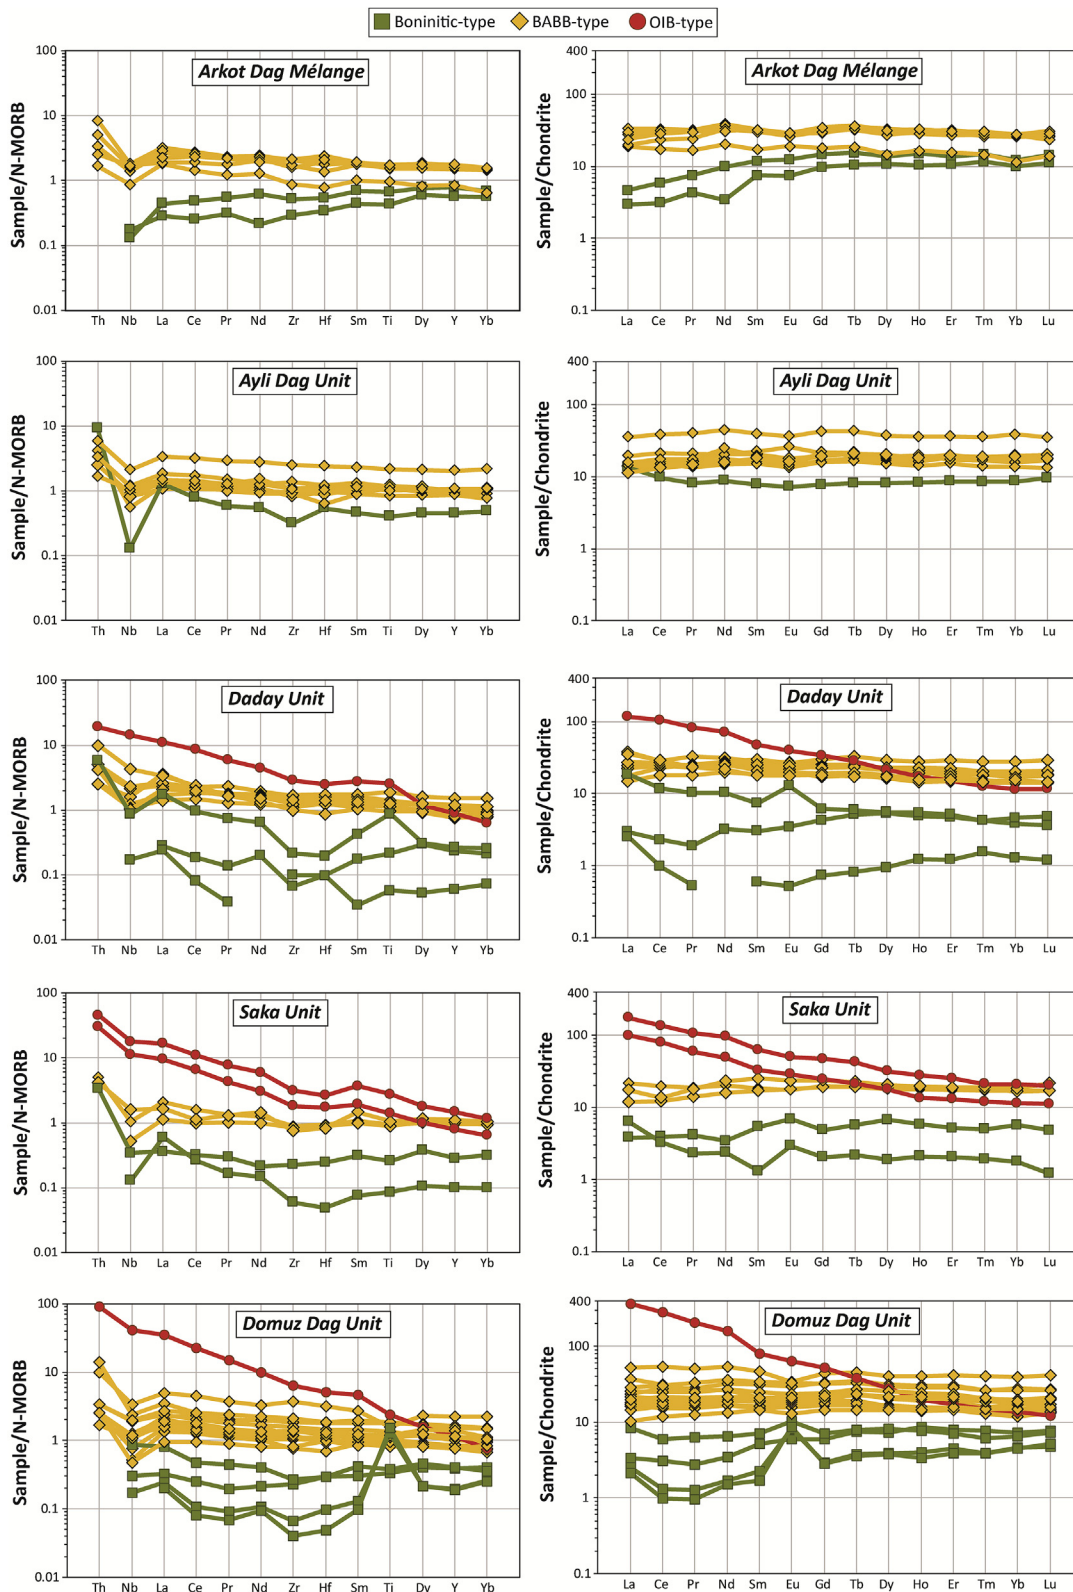 Boninitic-type BABB-type OIB-type
Arkot Dag Mélange
Sample/N-MORB
100
10
1
0.1
0.01
Th Nb La Ce Pr Nd Zr Hf Sm Ti Dy Y Yb
Arkot Dag Mélange
Sample/Chondrite
400
100
10
1
0.1
La Ce Pr Nd Sm Eu Gd Tb Dy Ho Er Tm Yb Lu
Ayli Dag Unit
Sample/N-MORB
100
10
1
0.1
0.01
Th Nb La Ce Pr Nd Zr Hf Sm Ti Dy Y Yb
Ayli Dag Unit
Sample/Chondrite
400
100
10
1
0.1
La Ce Pr Nd Sm Eu Gd Tb Dy Ho Er Tm Yb Lu
Daday Unit
Sample/N-MORB
100
10
1
0.1
0.01
Th Nb La Ce Pr Nd Zr Hf Sm Ti Dy Y Yb
Daday Unit
Sample/Chondrite
400
100
10
1
0.1
La Ce Pr Nd Sm Eu Gd Tb Dy Ho Er Tm Yb Lu
Saka Unit
Sample/N-MORB
100
10
1
0.1
0.01
Th Nb La Ce Pr Nd Zr Hf Sm Ti Dy Y Yb
Saka Unit
Sample/Chondrite
400
100
10
1
0.1
La Ce Pr Nd Sm Eu Gd Tb Dy Ho Er Tm Yb Lu
Domuz Dag Unit
Sample/N-MORB
100
10
1
0.1
0.01
Th Nb La Ce Pr Nd Zr Hf Sm Ti Dy Y Yb
Domuz Dag Unit
Sample/Chondrite
400
100
10
1
0.1
La Ce Pr Nd Sm Eu Gd Tb Dy Ho Er Tm Yb Lu